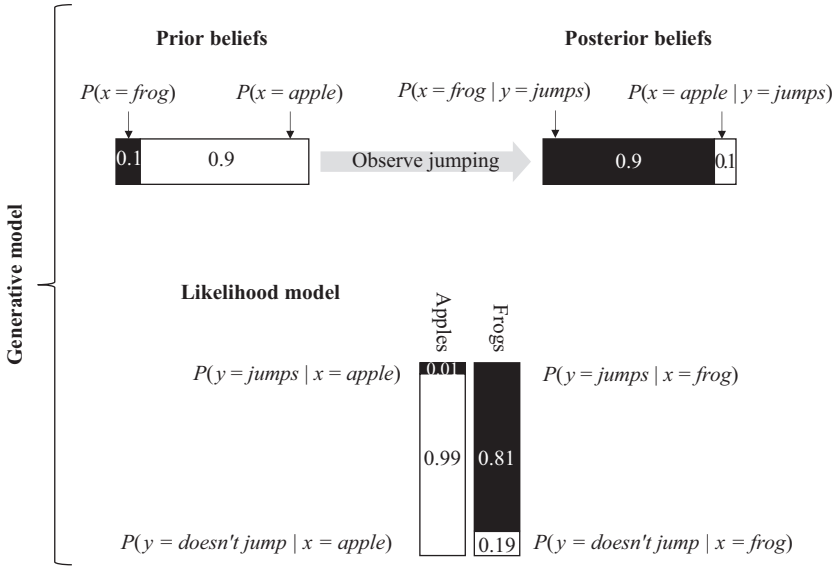 Prior beliefs
Posterior beliefs
P(x = frog)
P(x = apple)
P(x = frog | y = jumps)
P(x = apple | y = jumps)
0.1
0.9
Observe jumping
0.9
0.1
Generative model
Likelihood model
Apples
Frogs
P(y = jumps | x = apple)
0.01
P(y = jumps | x = frog)
0.99
0.81
P(y = doesn't jump | x = apple)
0.19
P(y = doesn't jump | x = frog)